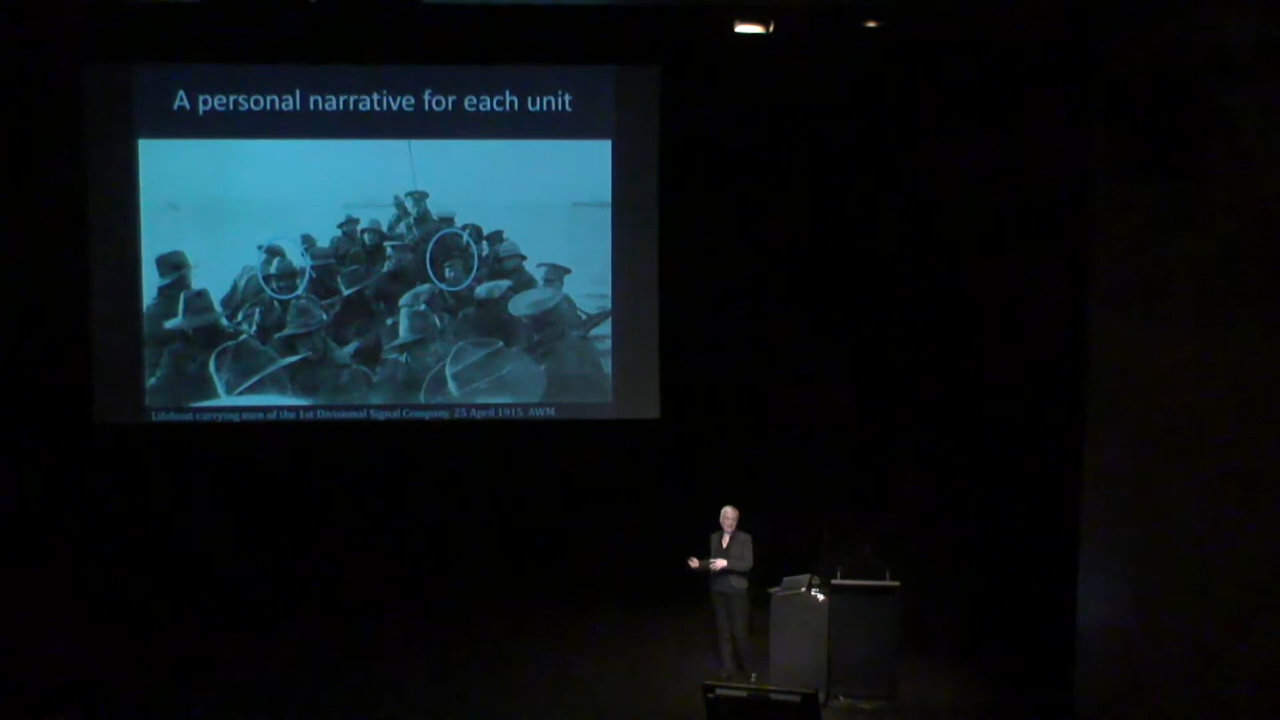 A personal narrative for each unit
Lifeboat carrying men of the 1st Divisional Signal Company, 25 April 1915. AWM